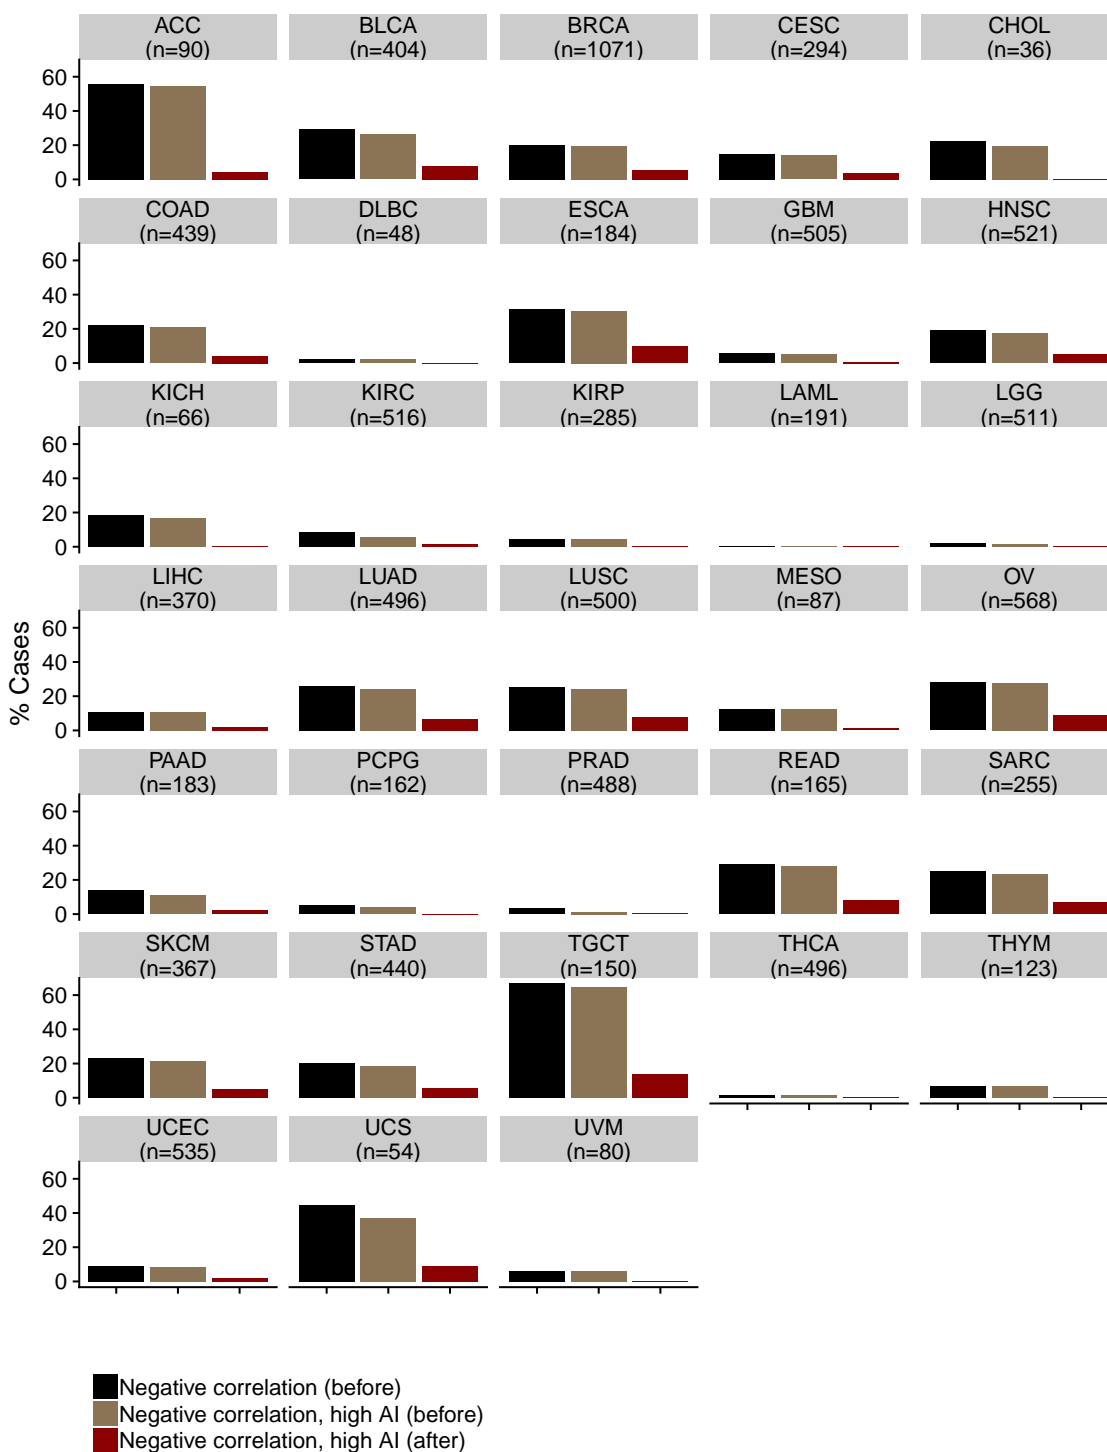 ACC BLCA BRCA CESC CHOL
(n=90) (n=404) (n=1071) (n=294) (n=36)
60
40
20
0
COAD DLBC ESCA GBM HNSC
(n=439) (n=48) (n=184) (n=505) (n=521)
60
40
20
0
KICH KIRC KIRP LAML LGG
(n=66) (n=516) (n=285) (n=191) (n=511)
60
40
20
0
LIHC LUAD LUSC MESO OV
(n=370) (n=496) (n=500) (n=87) (n=568)
60
40
20
0
% Cases
PAAD PCPG PRAD READ SARC
(n=183) (n=162) (n=488) (n=165) (n=255)
60
40
20
0
SKCM STAD TGCT THCA THYM
(n=367) (n=440) (n=150) (n=496) (n=123)
60
40
20
0
UCEC UCS UVM
(n=535) (n=54) (n=80)
60
40
20
0
Negative correlation (before)
Negative correlation, high AI (before)
Negative correlation, high AI (after)